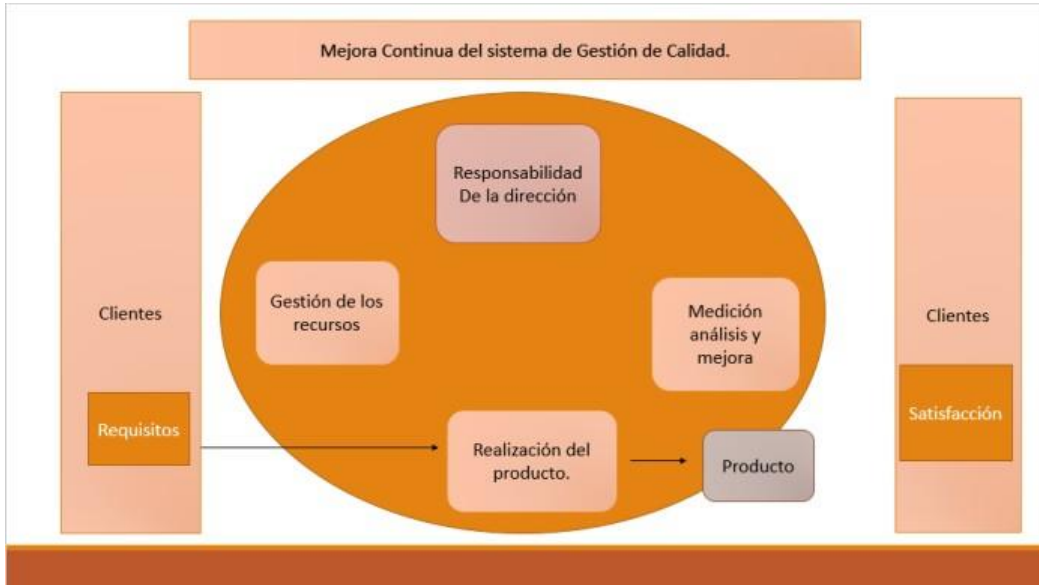 Mejora Continua del sistema de Gestión de Calidad.
Responsabilidad
De la dirección
Gestión de los
recursos
Medición
análisis y
mejora
Clientes
Clientes
Requisitos
Satisfacción
Realización del
producto.
Producto